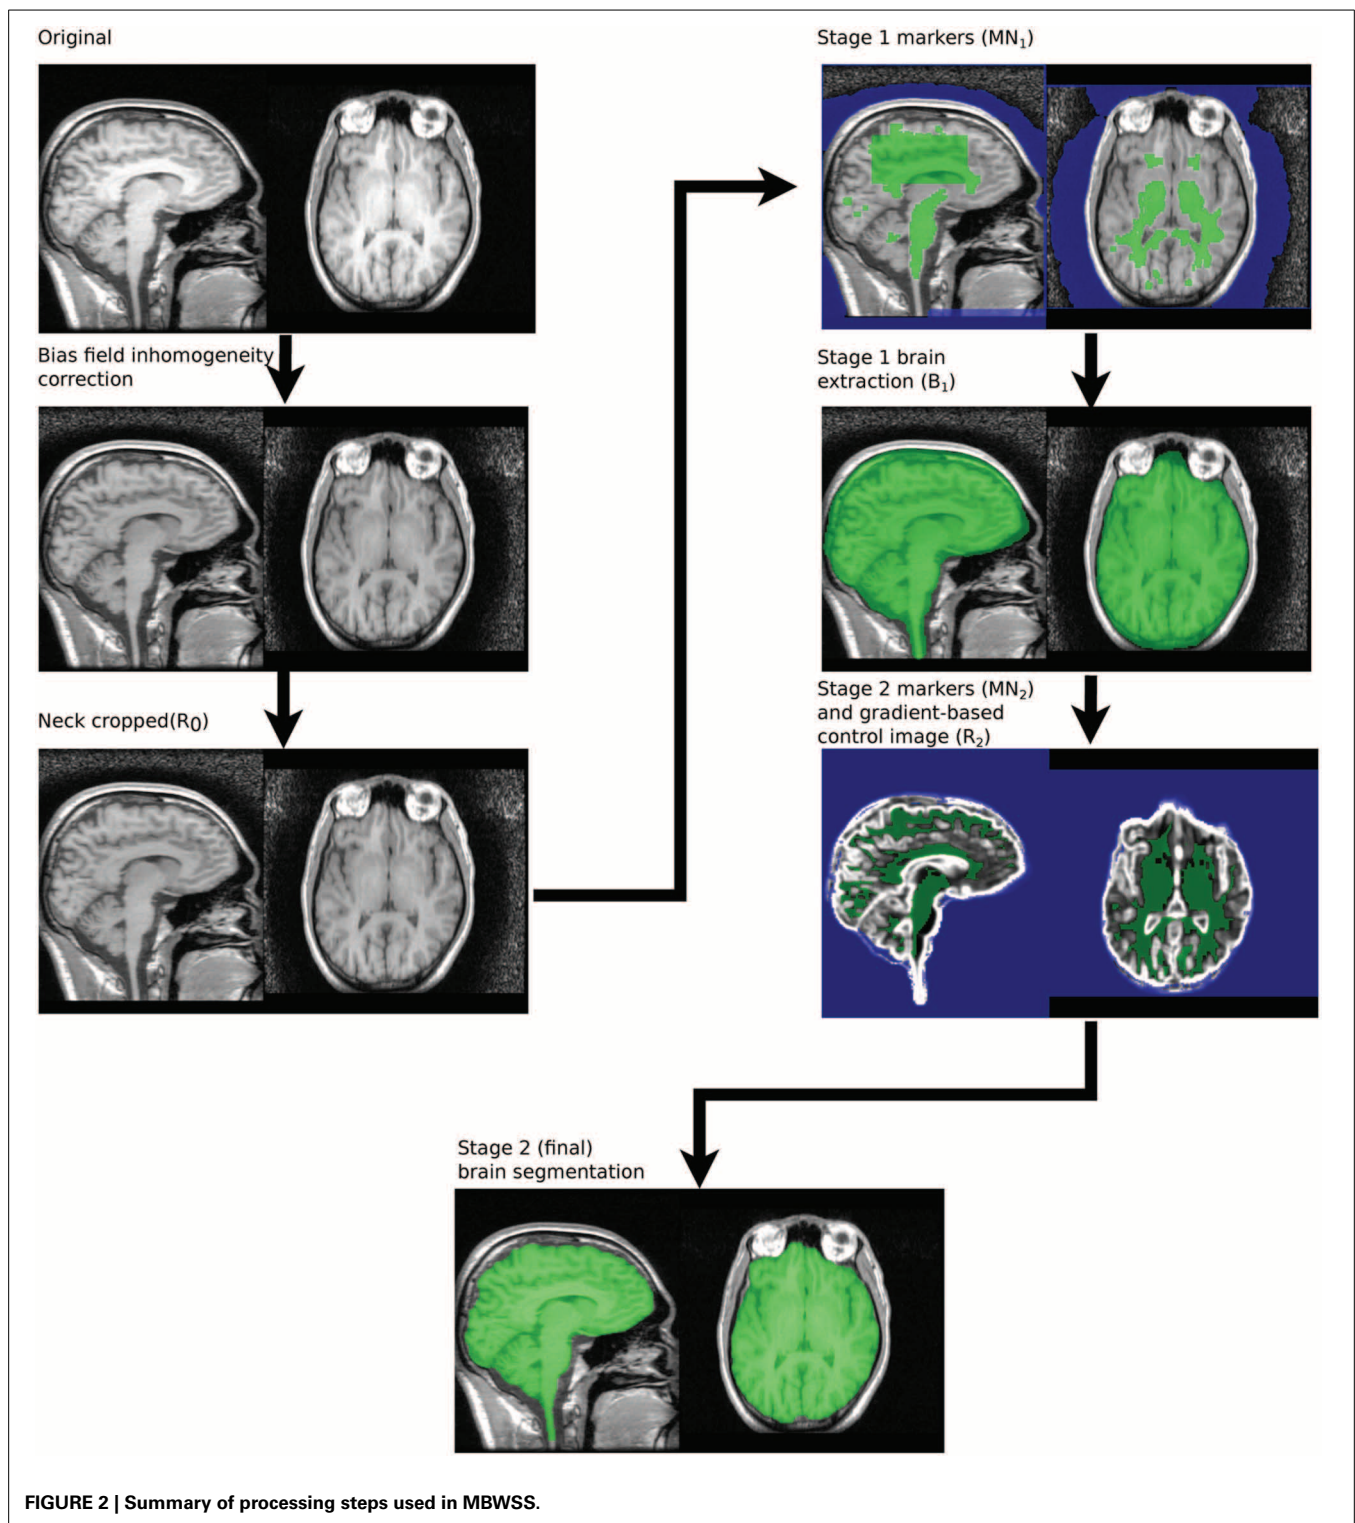 Original
Bias field inhomogeneity
correction
Neck cropped(R0)
Stage 1 markers (MN₁)
Stage 1 brain
extraction (B₁)
Stage 2 markers (MN₂)
and gradient-based
control image (R₂)
Stage 2 (final)
brain segmentation
FIGURE 2 | Summary of processing steps used in MBWSS.